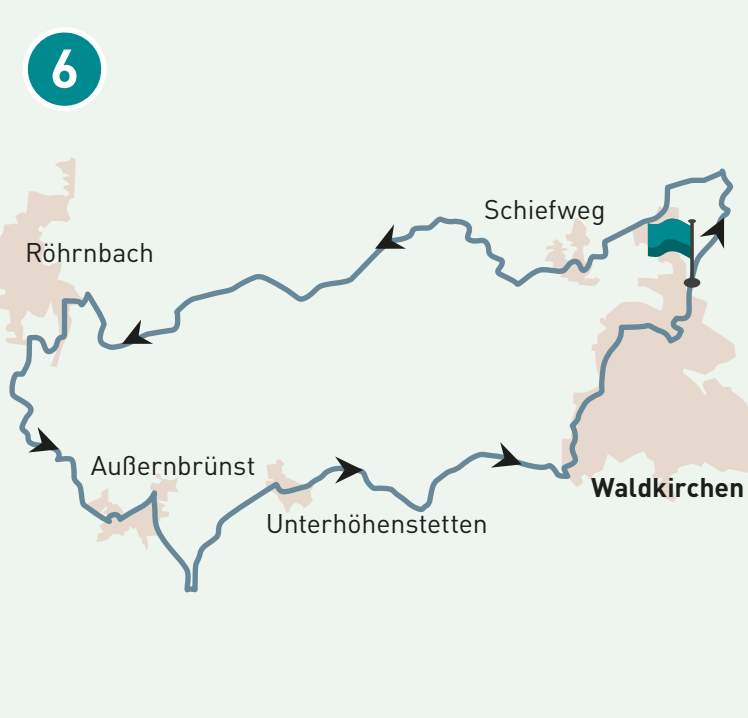 6
Schiefweg
Röhrnbach
Außernbrünst
Waldkirchen
Unterhöhenstetten